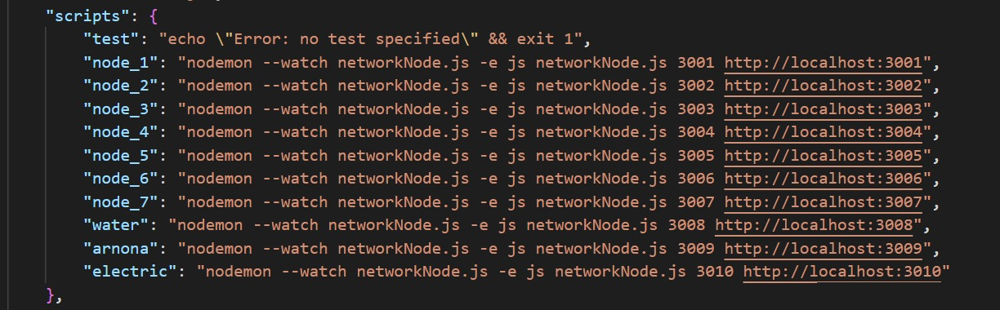 "scripts": {
"test": "echo \"Error: no test specified\" && exit 1",
"node_1": "nodemon --watch networkNode.js -e js networkNode.js 3001 http://localhost:3001",
"node_2": "nodemon --watch networkNode.js -e js networkNode.js 3002 http://localhost:3002",
"node_3": "nodemon --watch networkNode.js -e js networkNode.js 3003 http://localhost:3003",
"node_4": "nodemon --watch networkNode.js -e js networkNode.js 3004 http://localhost:3004",
"node_5": "nodemon --watch networkNode.js -e js networkNode.js 3005 http://localhost:3005",
"node_6": "nodemon --watch networkNode.js -e js networkNode.js 3006 http://localhost:3006",
"node_7": "nodemon --watch networkNode.js -e js networkNode.js 3007 http://localhost:3007",
"water": "nodemon --watch networkNode.js -e js networkNode.js 3008 http://localhost:3008",
"arnona": "nodemon --watch networkNode.js -e js networkNode.js 3009 http://localhost:3009",
"electric": "nodemon --watch networkNode.js -e js networkNode.js 3010 http://localhost:3010"
},